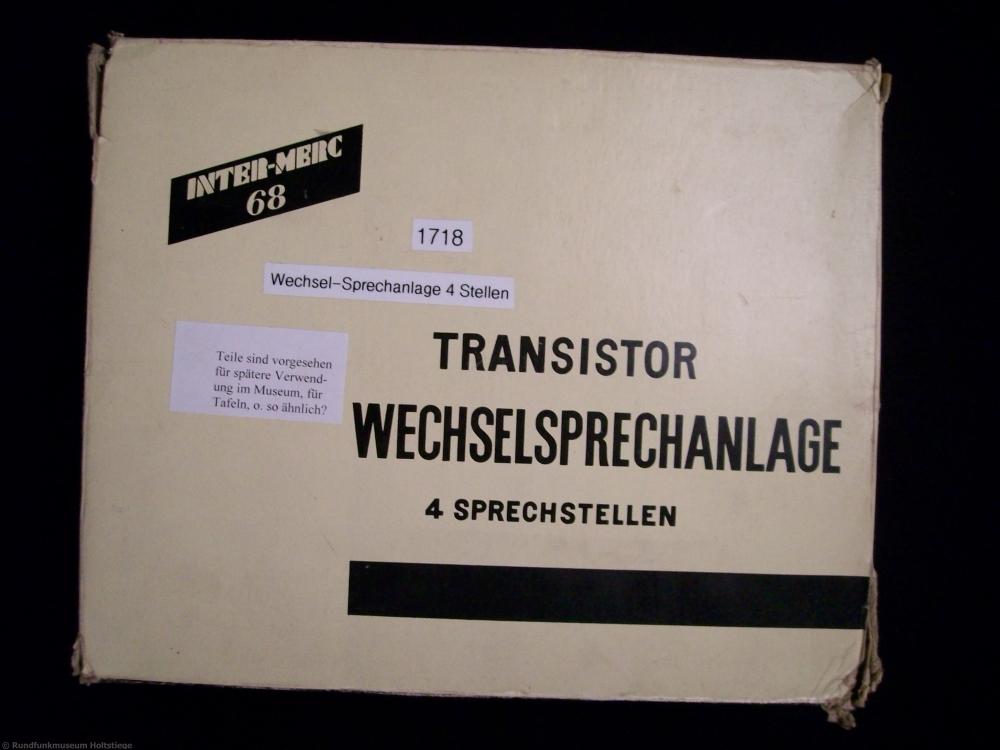 INTER-MERC
68
1718
Wechsel-Sprechanlage 4 Stellen
Teile sind vorgesehen
für spätere Verwend-
ung im Museum, für
Tafeln, o. so ähnlich?
TRANSISTOR
WECHSELSPRECHANLAGE
4 SPRECHSTELLEN
© Rundfunkmuseum Holtstiege